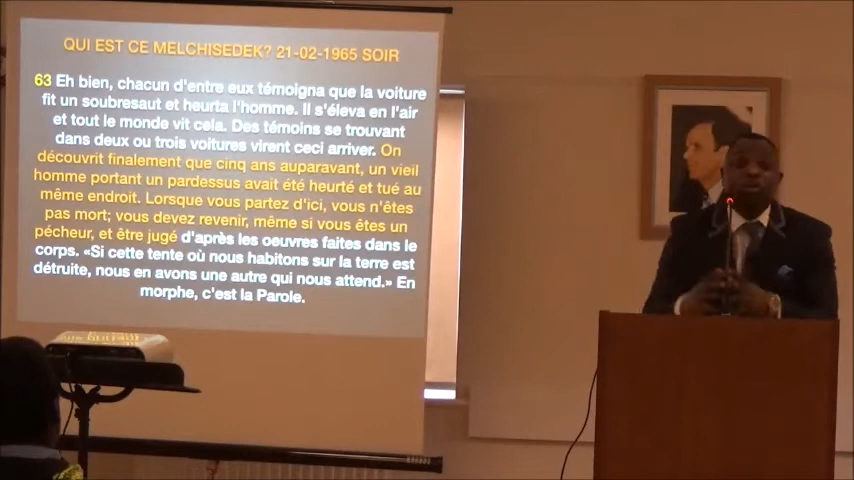 QUI EST CE MELCHISEDEK? 21-02-1965 SOIR
63 Eh bien, chacun d'entre eux témoigna que la voiture
fit un soubresaut et heurta l'homme. Il s'éleva en l'air
et tout le monde vit cela. Des témoins se trouvant
dans deux ou trois voitures virent ceci arriver. On
découvrit finalement que cinq ans auparavant, un vieil
homme portant un pardessus avait été heurté et tué au
même endroit. Lorsque vous partez d'ici, vous n'êtes
pas mort; vous devez revenir, même si vous êtes un
pécheur, et être jugé d'après les oeuvres faites dans le
corps. «Si cette tente où nous habitons sur la terre est
détruite, nous en avons une autre qui nous attend.» En
morphe, c'est la Parole.